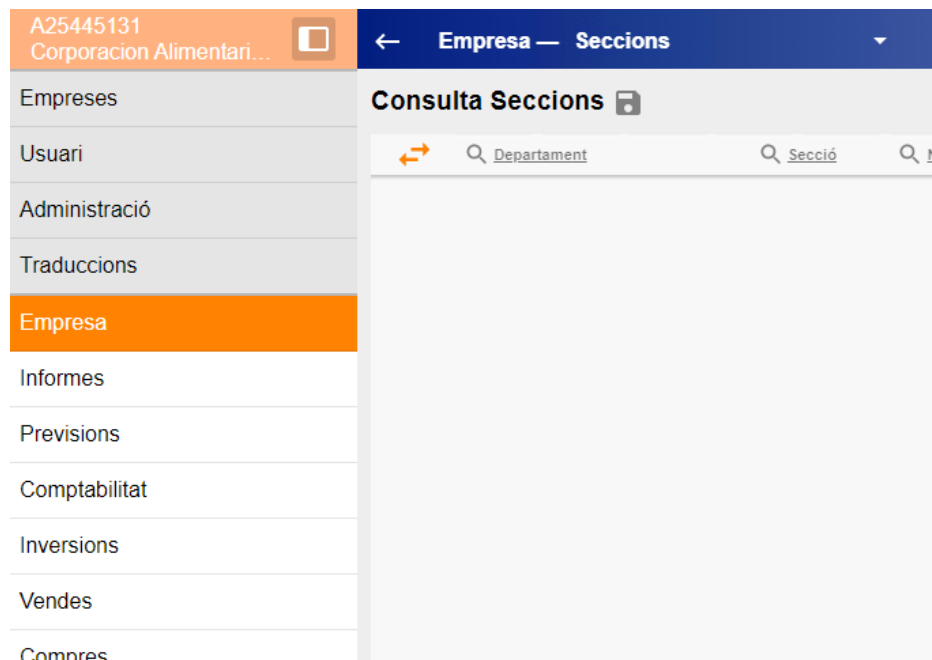 A25445131
Corporacion Alimentari...
Empreses
Usuari
Administració
Traduccions
Empresa
Informes
Previsions
Comptabilitat
Inversions
Vendes
Compres
Empresa — Seccions
Consulta Seccions
Departament Secció